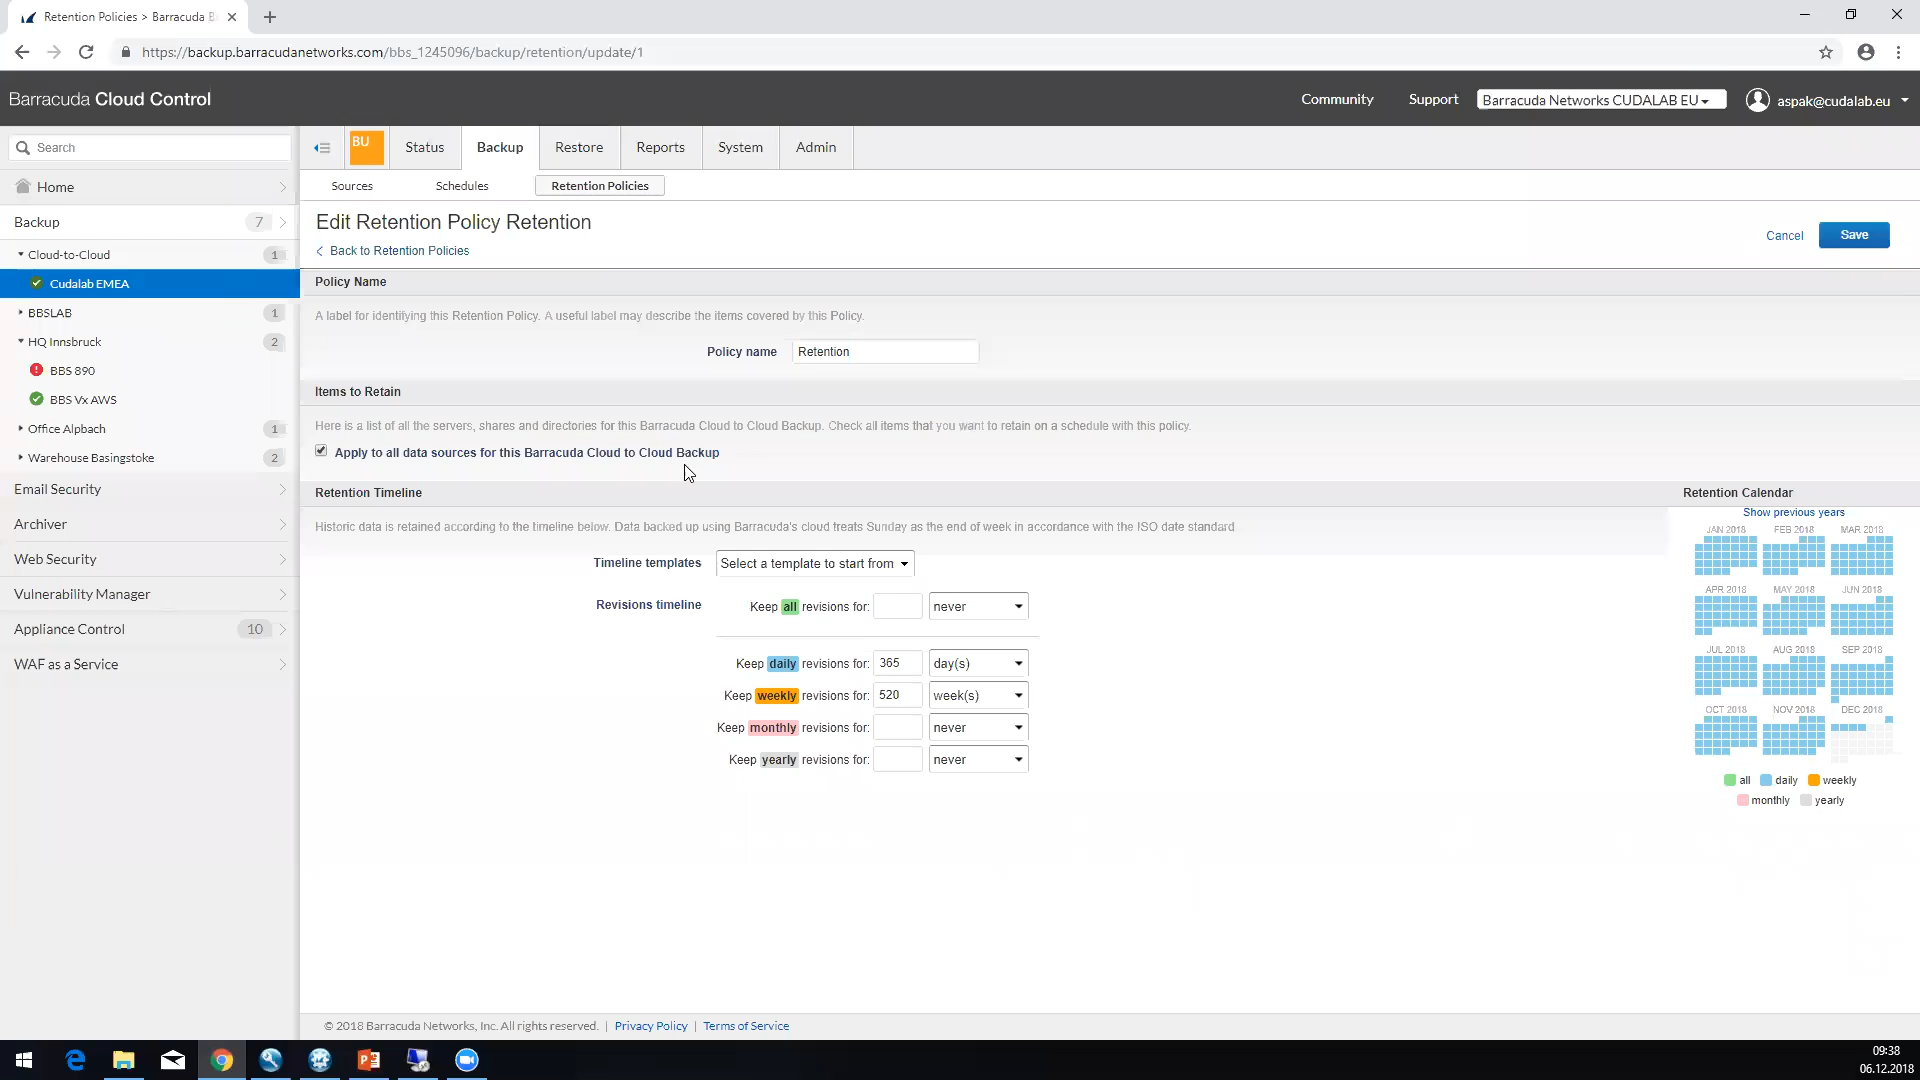 Retention Policies > Barracuda B
https://backup.barracudanetworks.com/bbs_1245096/backup/retention/update/1
Barracuda Cloud Control
Community
Support
Barracuda Networks CUDALAB EU
aspak@cudalab.eu
Search
BU
Status
Backup
Restore
Reports
System
Admin
Home
Sources
Schedules
Retention Policies
Backup 7
Cloud-to-Cloud 1
Cudalab EMEA
BBSLAB 1
HQ Innsbruck 2
BBS 890
BBS Vx AWS
Office Alpbach 1
Warehouse Basingstoke 2
Email Security
Archiver
Web Security
Vulnerability Manager
Appliance Control 10
WAF as a Service
Edit Retention Policy Retention
Back to Retention Policies
Cancel
Save
Policy Name
A label for identifying this Retention Policy. A useful label may describe the items covered by this Policy.
Policy name Retention
Items to Retain
Here is a list of all the servers, shares and directories for this Barracuda Cloud to Cloud Backup. Check all items that you want to retain on a schedule with this policy.
Apply to all data sources for this Barracuda Cloud to Cloud Backup
Retention Timeline
Historic data is retained according to the timeline below. Data backed up using Barracuda's cloud treats Sunday as the end of week in accordance with the ISO date standard
Timeline templates Select a template to start from
Revisions timeline Keep all revisions for: never
Keep daily revisions for: 365 day(s)
Keep weekly revisions for: 520 week(s)
Keep monthly revisions for: never
Keep yearly revisions for: never
Retention Calendar
Show previous years
JAN 2018 FEB 2018 MAR 2018
APR 2018 MAY 2018 JUN 2018
JUL 2018 AUG 2018 SEP 2018
OCT 2018 NOV 2018 DEC 2018
all daily weekly
monthly yearly
© 2018 Barracuda Networks, Inc. All rights reserved. | Privacy Policy | Terms of Service
09:38
06.12.2018